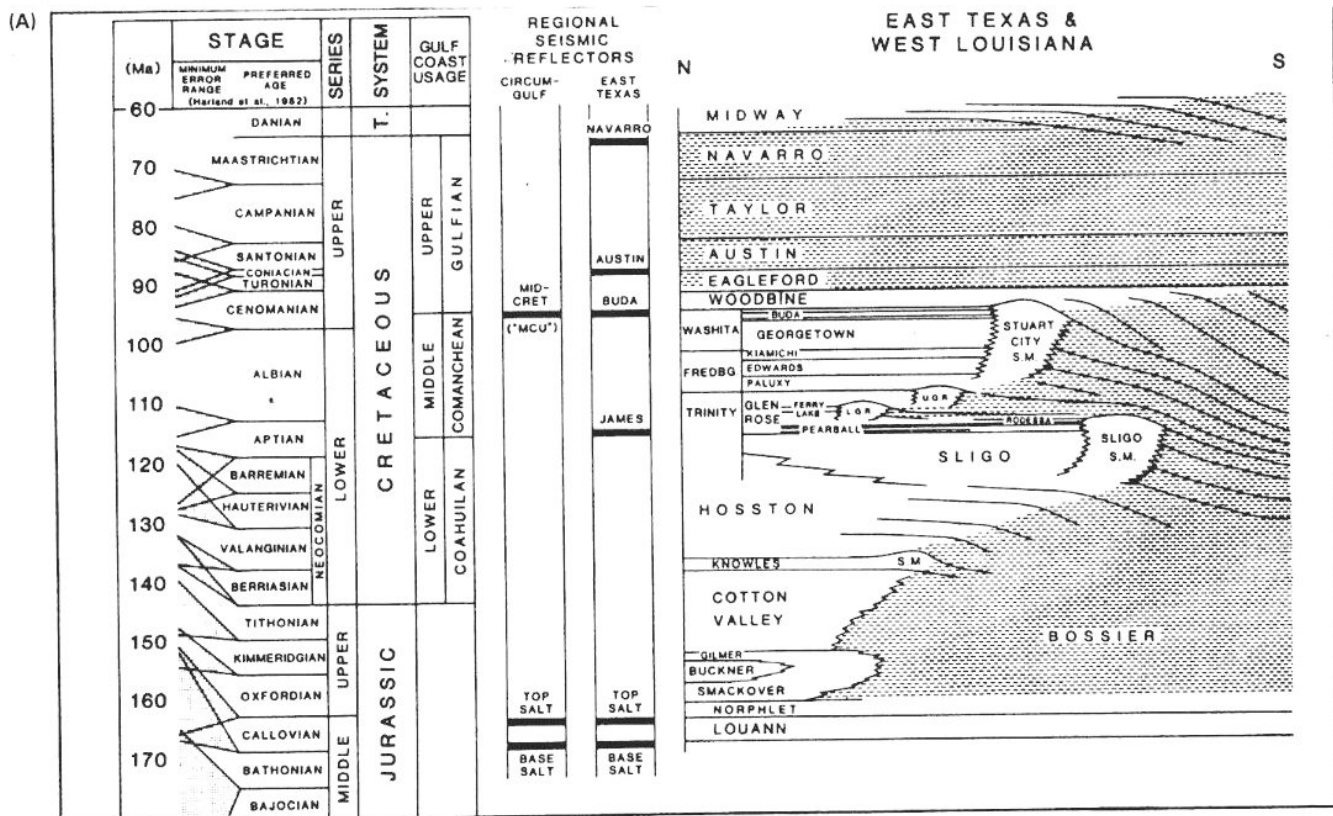 (A)
(Ma)
STAGE
MINIMUM ERROR RANGE
PREFERRED AGE
(Harland et al., 1982)
SERIES
SYSTEM
GULF COAST USAGE
REGIONAL SEISMIC REFLECTORS
CIRCUM-GULF
EAST TEXAS
EAST TEXAS &
WEST LOUISIANA
N
S
60
70
80
90
100
110
120
130
140
150
160
170
DANIAN
MAASTRICHTIAN
CAMPANIAN
SANTONIAN
CONIACIAN
TURONIAN
CENOMANIAN
ALBIAN
APTIAN
BARREMIAN
HAUTERIVIAN
VALANGINIAN
BERRIASIAN
NEOCOMIAN
TITHONIAN
KIMMERIDGIAN
OXFORDIAN
CALLOVIAN
BATHONIAN
BAJOCIAN
UPPER
LOWER
UPPER
MIDDLE
T.
CRETACEOUS
JURASSIC
UPPER
MIDDLE
LOWER
GULFIAN
COMANCHEAN
COAHUILAN
MID-CRET
("MCU")
TOP SALT
BASE SALT
NAVARRO
AUSTIN
BUDA
JAMES
TOP SALT
BASE SALT
MIDWAY
NAVARRO
TAYLOR
AUSTIN
EAGLEFORD
WOODBINE
BUDA
WASHITA
GEORGETOWN
STUART CITY S.M.
KIAMICHI
FREDBG
EDWARDS
PALUXY
TRINITY
GLEN ROSE
FERRY LAKE
L.G.R.
U.G.R.
RODESSA
PEARBALL
SLIGO
SLIGO S.M.
HOSSTON
KNOWLES
S M
COTTON VALLEY
BOSSIER
GILMER
BUCKNER
SMACKOVER
NORPHLET
LOUANN